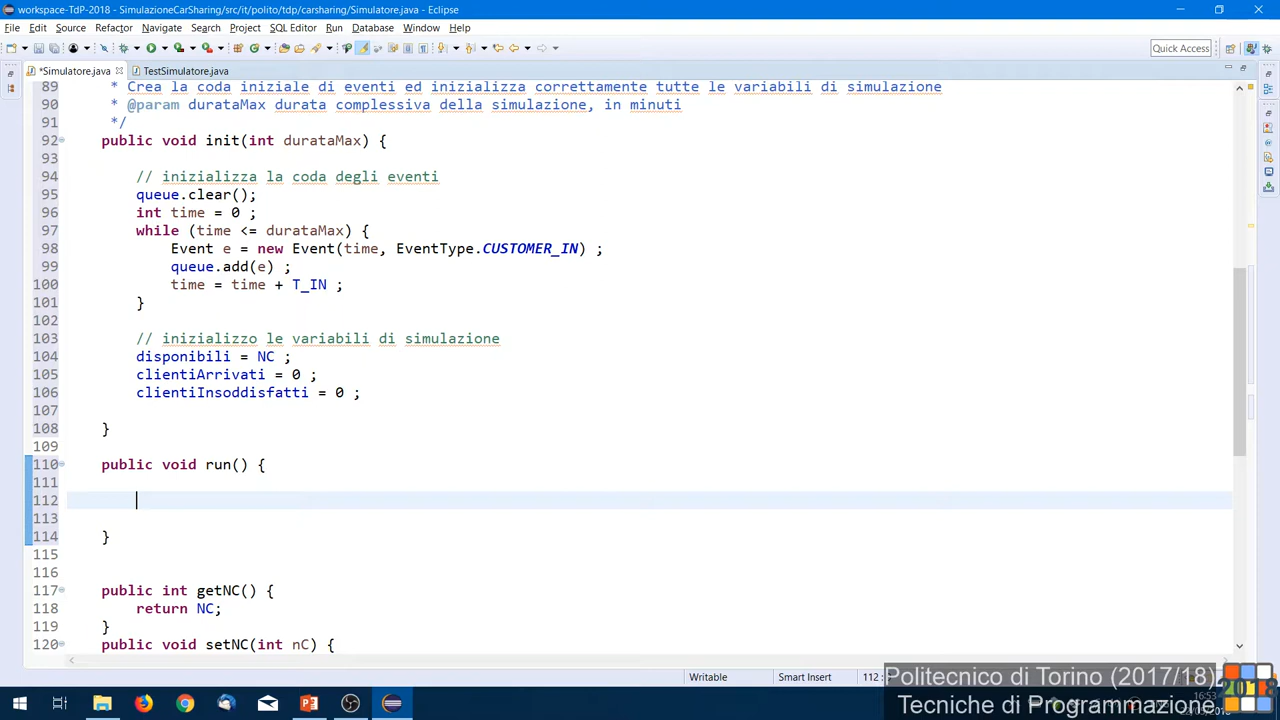 workspace-TdP-2018 - SimulazioneCarSharing/src/it/polito/tdp/carsharing/Simulatore.java - Eclipse
File Edit Source Refactor Navigate Search Project SQL Editor Run Database Window Help
Quick Access
*Simulatore.java TestSimulatore.java
89 * Crea la coda iniziale di eventi ed inizializza correttamente tutte le variabili di simulazione
90 * @param durataMax durata complessiva della simulazione, in minuti
91 */
92 public void init(int durataMax) {
93
94 // inizializza la coda degli eventi
95 queue.clear();
96 int time = 0 ;
97 while (time <= durataMax) {
98 Event e = new Event(time, EventType.CUSTOMER_IN) ;
99 queue.add(e) ;
100 time = time + T_IN ;
101 }
102
103 // inizializzo le variabili di simulazione
104 disponibili = NC ;
105 clientiArrivati = 0 ;
106 clientiInsoddisfatti = 0 ;
107
108 }
109
110 public void run() {
111
112
113
114 }
115
116
117 public int getNC() {
118 return NC;
119 }
120 public void setNC(int nC) {
Writable Smart Insert 112 :
Politecnico di Torino (2017/18)
Tecniche di Programmazione
2018
16:53